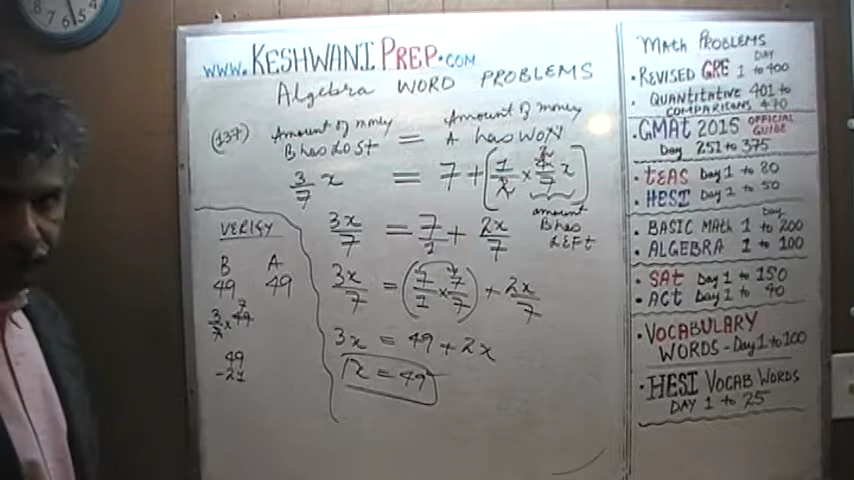 www.KESHWANIPREP.COM
Algebra WORD PROBLEMS
(137) Amount of money B has LOST = Amount of money A has WON
3/7 x = 7 + (1/2 × 4/7 x)
amount B has LEFT
3x/7 = 7/1 + 2x/7
3x/7 = (7/1 × 7/7) + 2x/7
3x = 49 + 2x
x = 49
VERIFY
B A
49 49
3/7 × 49
7
49
-21
MATH PROBLEMS
• REVISED GRE DAY 1 to 400
• QUANTITATIVE 401 to
COMPARISONS 470
• GMAT 2015 OFFICIAL GUIDE
Day 251 to 375
• TEAS Day 1 to 80
• HESI Day 1 to 50
Day
• BASIC MATH 1 to 200
• ALGEBRA 1 to 100
• SAT Day 1 to 150
• ACT Day 1 to 90
• VOCABULARY
WORDS - Day 1 to 100
• HESI VOCAB WORDS
DAY 1 to 25